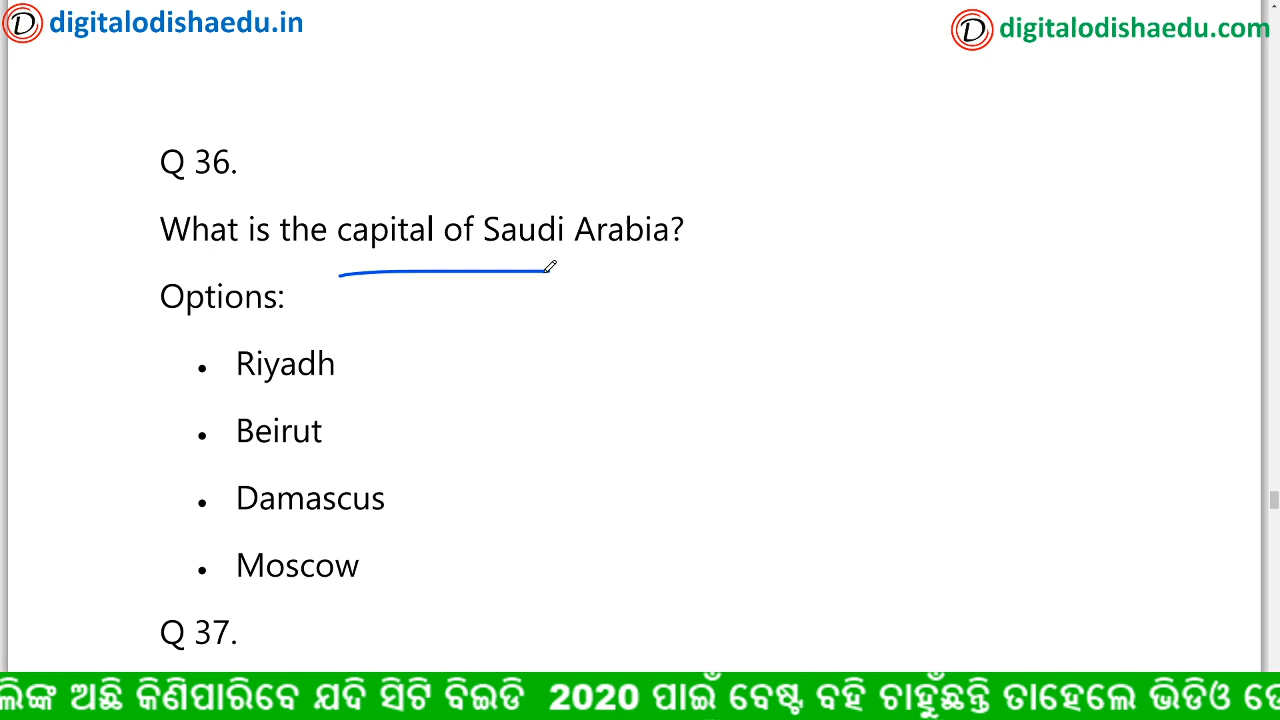 digitalodishaedu.in
digitalodishaedu.com
Q 36.
What is the capital of Saudi Arabia?
Options:
• Riyadh
• Beirut
• Damascus
• Moscow
Q 37.
ଅଛି କିଣିପାରିବେ ଯଦି ସିଟି ବିଇଡି 2020 ପାଇଁ ବେଷ୍ଟ ବହି ଚାହୁଁଛନ୍ତି ତାହେଲେ ଭିଡିଓ